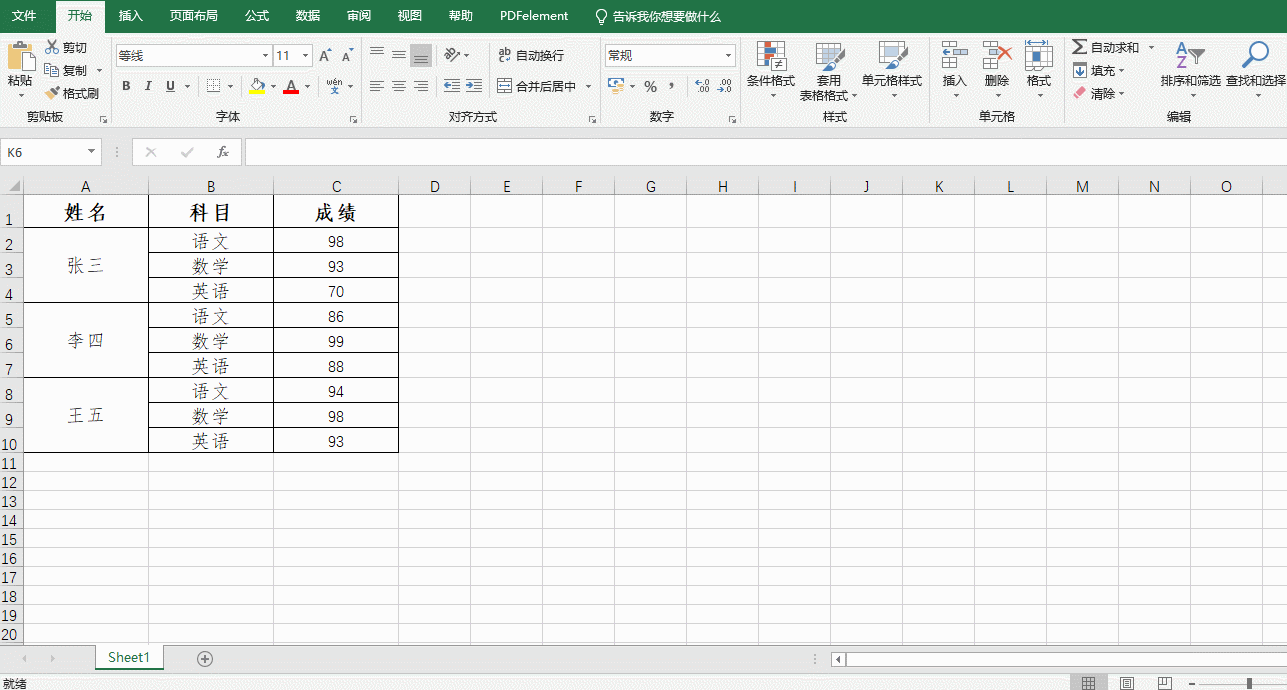 文件 开始 插入 页面布局 公式 数据 审阅 视图 帮助 PDFelement 告诉我你想要做什么
粘贴 剪切 复制 格式刷
等线 11 A A
B I U A wén 文
ab 自动换行
合并后居中
常规
% , .0 .00
条件格式 套用 表格格式 单元格样式
插入 删除 格式
自动求和 填充 清除
A Z 排序和筛选 查找和选择
剪贴板 字体 对齐方式 数字 样式 单元格 编辑
K6 fx
A B C D E F G H I J K L M N O
1 姓名 科目 成绩
2 语文 98
3 张三 数学 93
4 英语 70
5 语文 86
6 李四 数学 99
7 英语 88
8 语文 94
9 王五 数学 98
10 英语 93
11
12
13
14
15
16
17
18
19
20
Sheet1
就绪